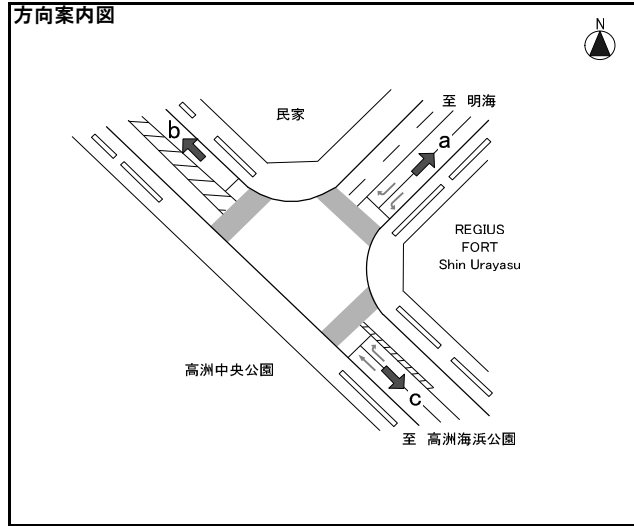 方向案内図
N
民家
至 明海
b
a
REGIUS
FORT
Shin Urayasu
高洲中央公園
c
至 高洲海浜公園